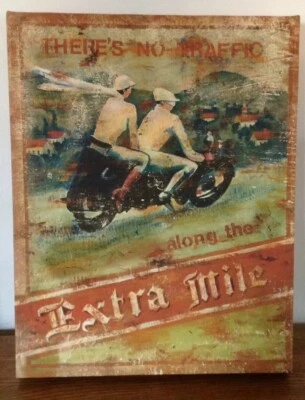 THERE'S NO TRAFFIC
along the
Extra Mile